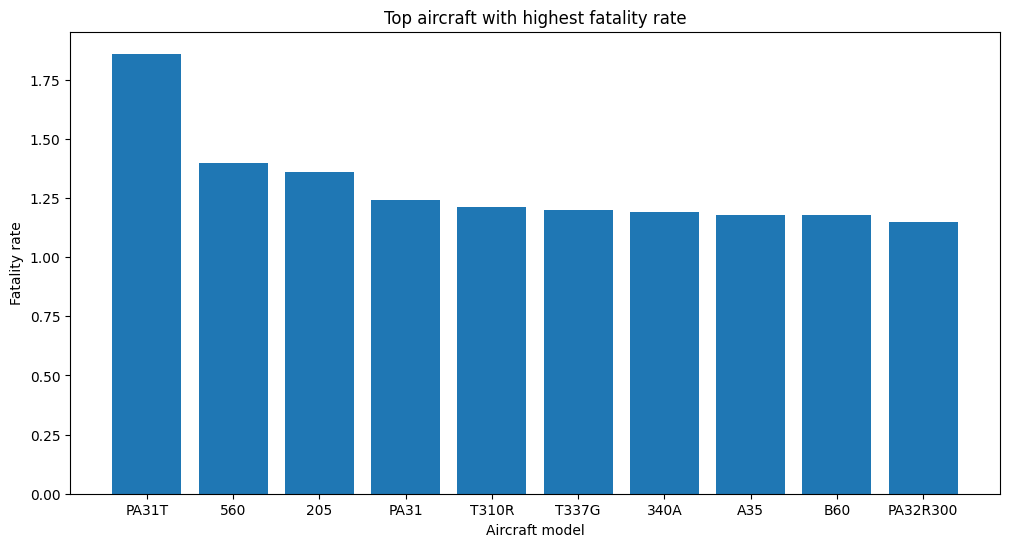 Top aircraft with highest fatality rate
Fatality rate
1.75
1.50
1.25
1.00
0.75
0.50
0.25
0.00
PA31T 560 205 PA31 T310R T337G 340A A35 B60 PA32R300
Aircraft model